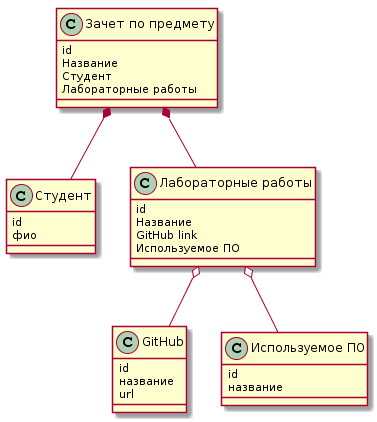 C Зачет по предмету
id
Название
Студент
Лабораторные работы
C Студент
id
фио
C Лабораторные работы
id
Название
GitHub link
Используемое ПО
C GitHub
id
название
url
C Используемое ПО
id
название